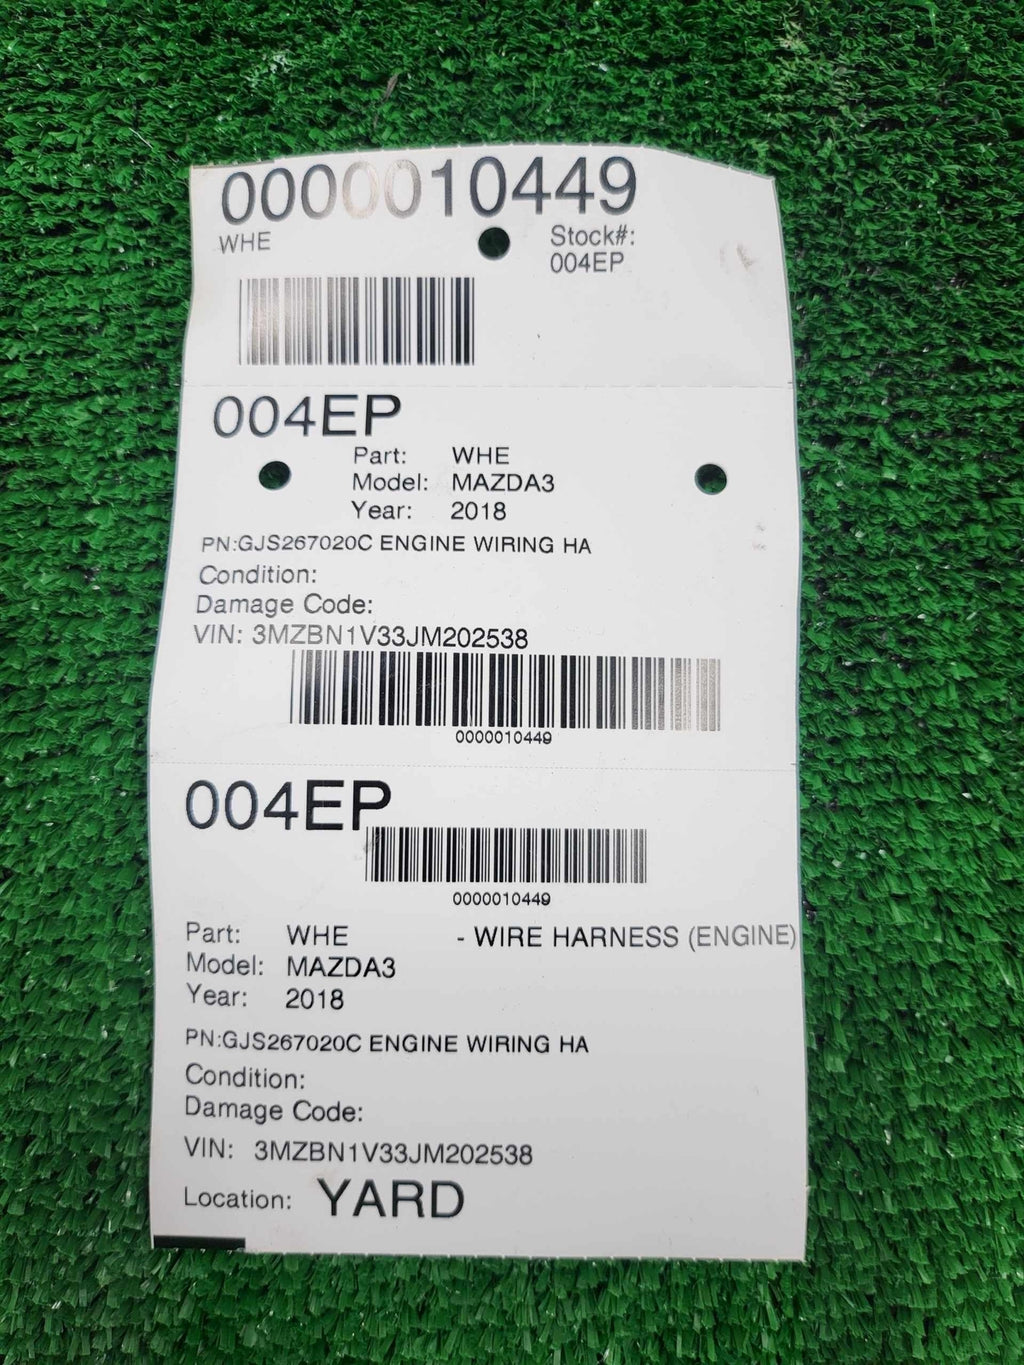 0000010449
WHE
Stock#:
004EP
004EP
Part: WHE
Model: MAZDA3
Year: 2018
PN:GJS267020C ENGINE WIRING HA
Condition:
Damage Code:
VIN: 3MZBN1V33JM202538
0000010449
004EP
0000010449
Part: WHE - WIRE HARNESS (ENGINE)
Model: MAZDA3
Year: 2018
PN:GJS267020C ENGINE WIRING HA
Condition:
Damage Code:
VIN: 3MZBN1V33JM202538
Location: YARD